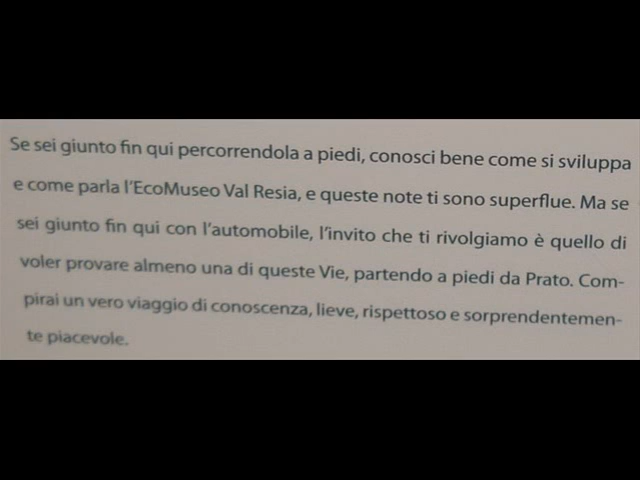 Se sei giunto fin qui percorrendola a piedi, conosci bene come si sviluppa
e come parla l'EcoMuseo Val Resia, e queste note ti sono superflue. Ma se
sei giunto fin qui con l'automobile, l'invito che ti rivolgiamo è quello di
voler provare almeno una di queste Vie, partendo a piedi da Prato. Com-
pirai un vero viaggio di conoscenza, lieve, rispettoso e sorprendentemen-
te piacevole.